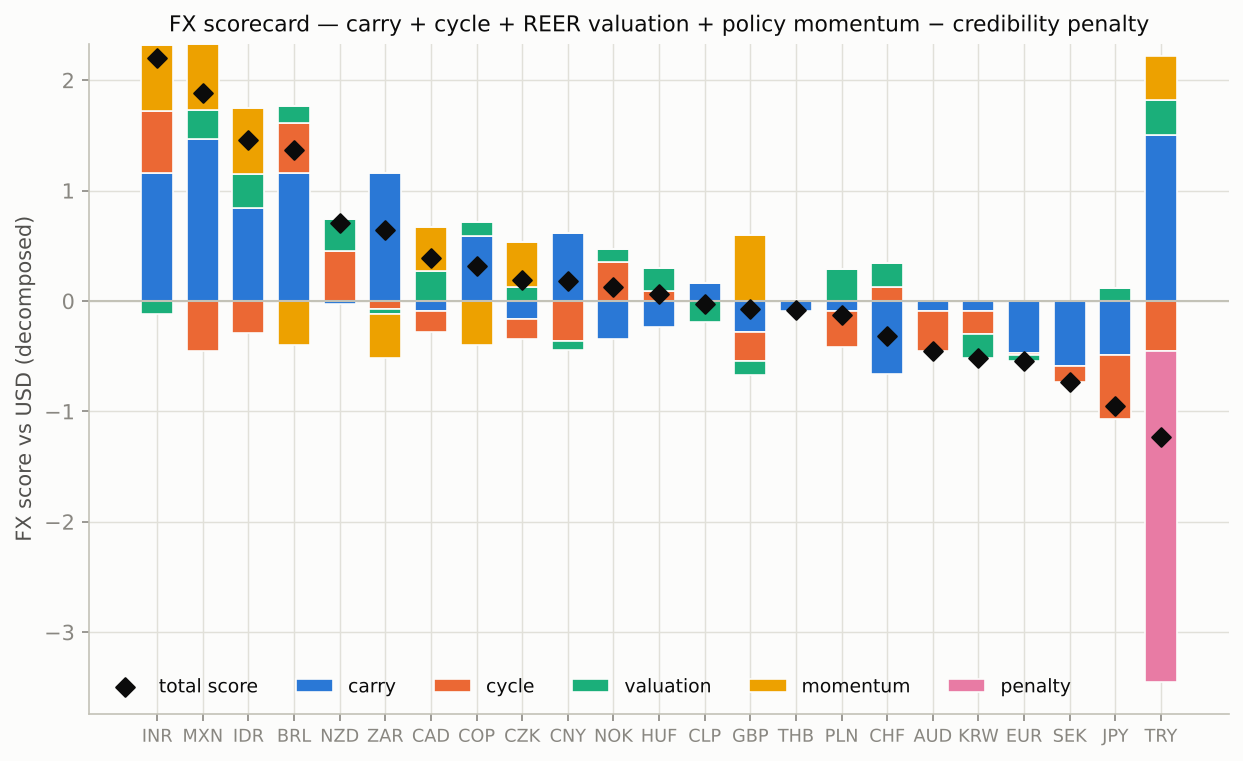 FX scorecard — carry + cycle + REER valuation + policy momentum − credibility penalty
FX score vs USD (decomposed)
2
1
0
−1
−2
−3
total score carry cycle valuation momentum penalty
INR MXN IDR BRL NZD ZAR CAD COP CZK CNY NOK HUF CLP GBP THB PLN CHF AUD KRW EUR SEK JPY TRY